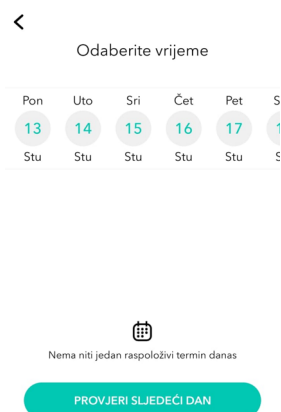 Odaberite vrijeme
Pon Uto Sri Čet Pet S
13 14 15 16 17 1
Stu Stu Stu Stu Stu S
Nema niti jedan raspoloživi termin danas
PROVJERI SLJEDEĆI DAN